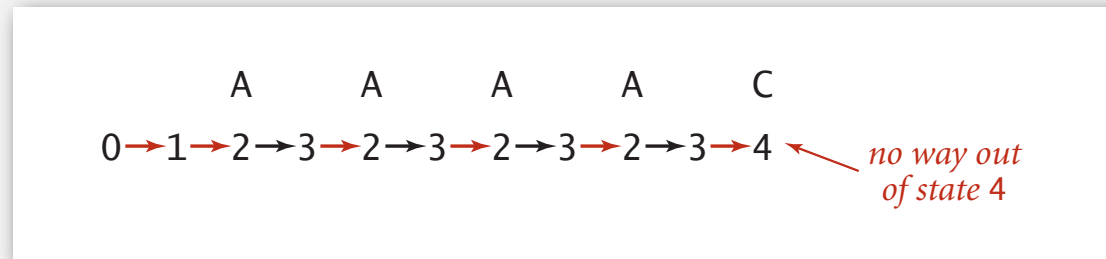 A A A A C
0→1→2→3→2→3→2→3→2→3→4
no way out
of state 4